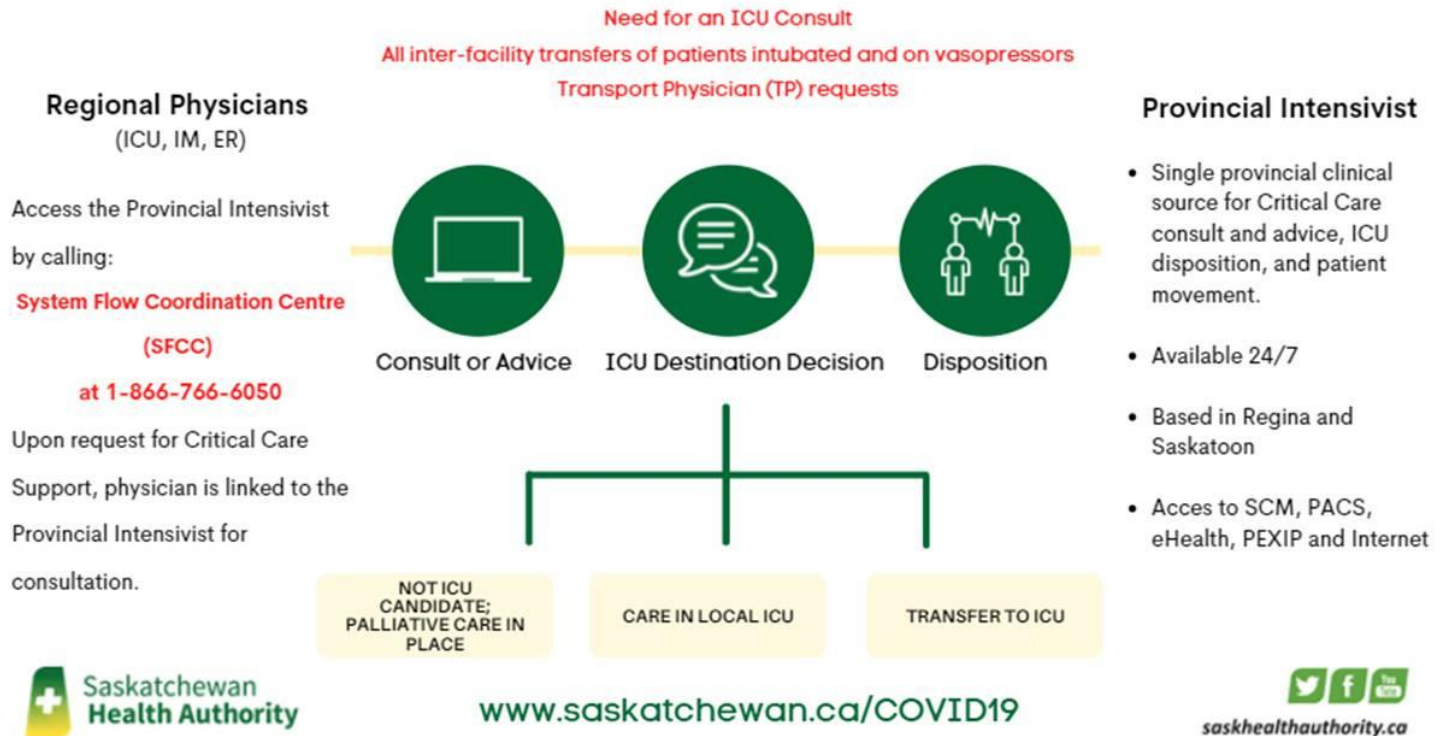 Need for an ICU Consult
All inter-facility transfers of patients intubated and on vasopressors
Transport Physician (TP) requests
Regional Physicians
(ICU, IM, ER)
Access the Provincial Intensivist
by calling:
System Flow Coordination Centre
(SFCC)
at 1-866-766-6050
Upon request for Critical Care
Support, physician is linked to the
Provincial Intensivist for
consultation.
Consult or Advice
ICU Destination Decision
Disposition
NOT ICU
CANDIDATE;
PALLIATIVE CARE IN
PLACE
CARE IN LOCAL ICU
TRANSFER TO ICU
Provincial Intensivist
• Single provincial clinical
source for Critical Care
consult and advice, ICU
disposition, and patient
movement.
• Available 24/7
• Based in Regina and
Saskatoon
• Acces to SCM, PACS,
eHealth, PEXIP and Internet
Saskatchewan
Health Authority
www.saskatchewan.ca/COVID19
You
Tube
saskhealthauthority.ca